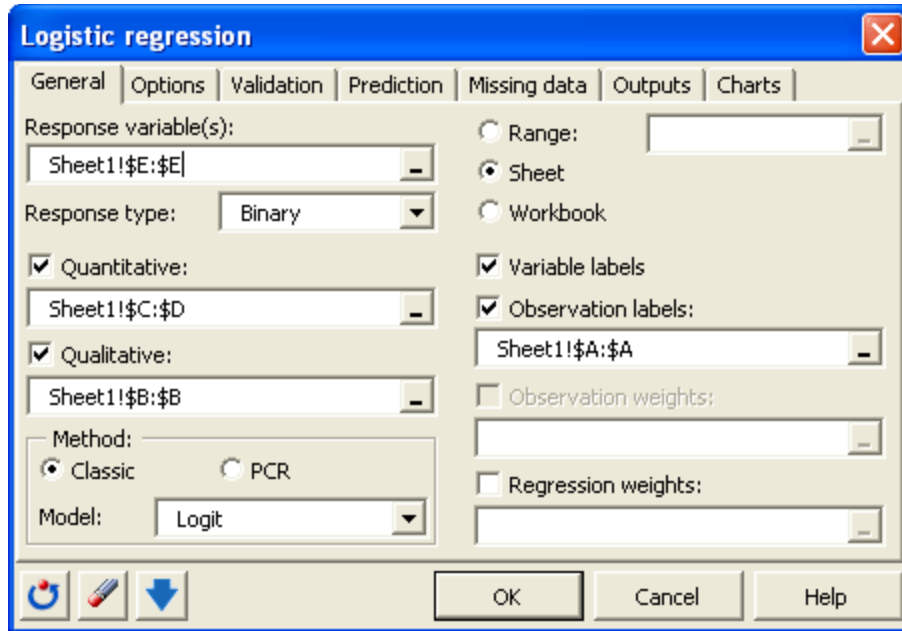 Logistic regression
General Options Validation Prediction Missing data Outputs Charts
Response variable(s):
Sheet1!$E:$E
Response type: Binary
Quantitative:
Sheet1!$C:$D
Qualitative:
Sheet1!$B:$B
Method:
Classic PCR
Model: Logit
Range:
Sheet
Workbook
Variable labels
Observation labels:
Sheet1!$A:$A
Observation weights:
Regression weights:
OK Cancel Help